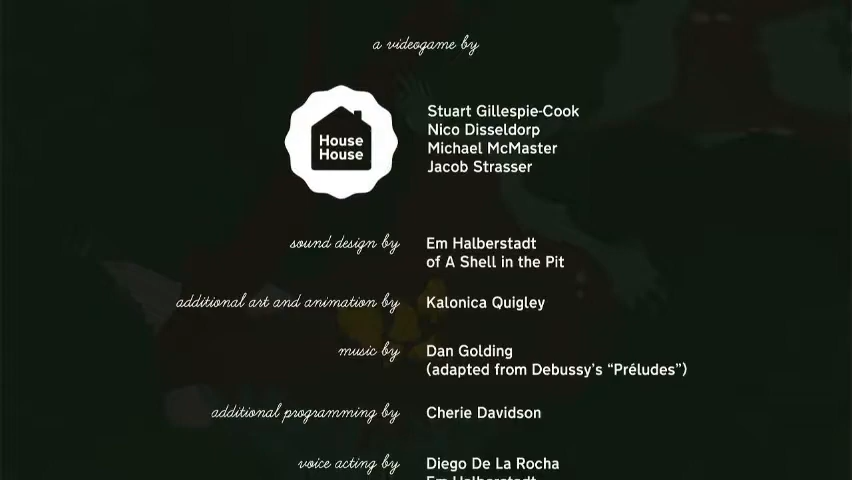 a videogame by
House
House
Stuart Gillespie-Cook
Nico Disseldorp
Michael McMaster
Jacob Strasser
sound design by Em Halberstadt
of A Shell in the Pit
additional art and animation by Kalonica Quigley
music by Dan Golding
(adapted from Debussy's “Préludes”)
additional programming by Cherie Davidson
voice acting by Diego De La Rocha
Em Halberstadt